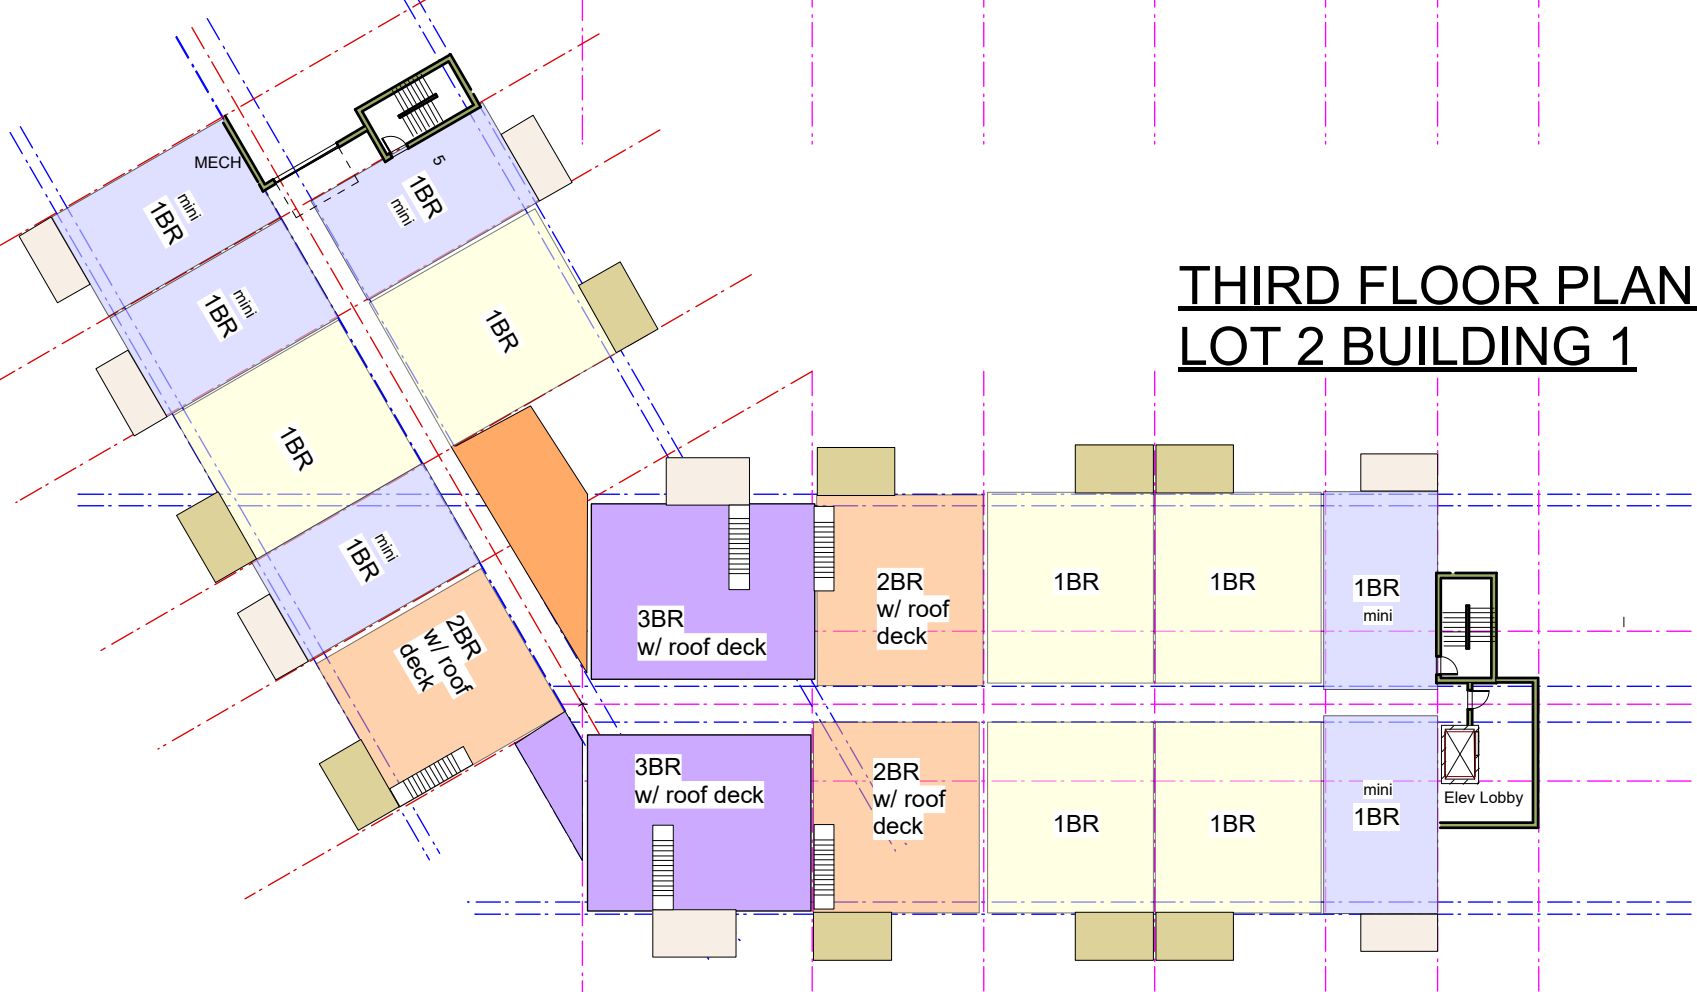 THIRD FLOOR PLAN
LOT 2 BUILDING 1
MECH
5
mini
1BR
1BR
mini
mini
1BR
1BR
1BR
mini
1BR
2BR
w/ roof
deck
3BR
w/ roof deck
2BR
w/ roof
deck
1BR
1BR
1BR
mini
3BR
w/ roof deck
2BR
w/ roof
deck
1BR
1BR
mini
1BR
Elev Lobby